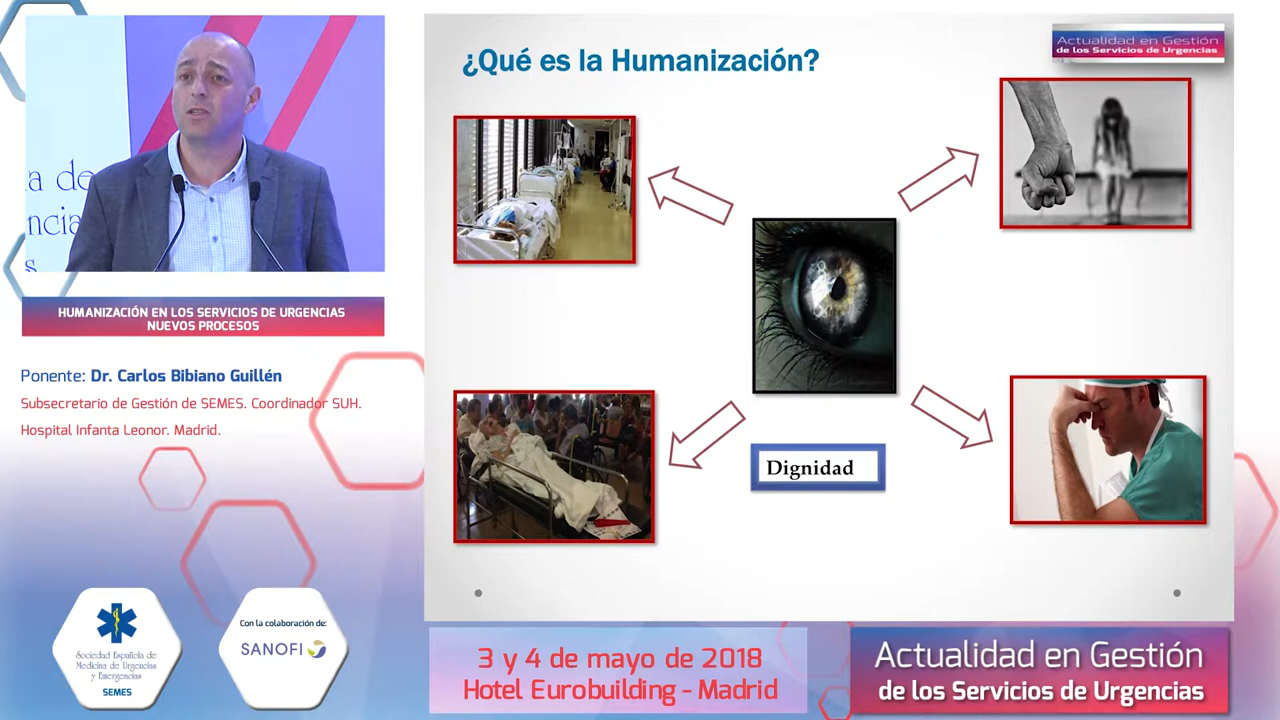 a de
ncia
s
HUMANIZACIÓN EN LOS SERVICIOS DE URGENCIAS
NUEVOS PROCESOS
Ponente: Dr. Carlos Bibiano Guillén
Subsecretario de Gestión de SEMES. Coordinador SUH.
Hospital Infanta Leonor. Madrid.
Sociedad Española de
Medicina de Urgencias
y Emergencias
SEMES
Con la colaboración de:
SANOFI
¿Qué es la Humanización?
Actualidad en Gestión
de los Servicios de Urgencias
Dignidad
3 y 4 de mayo de 2018
Hotel Eurobuilding - Madrid
Actualidad en Gestión
de los Servicios de Urgencias